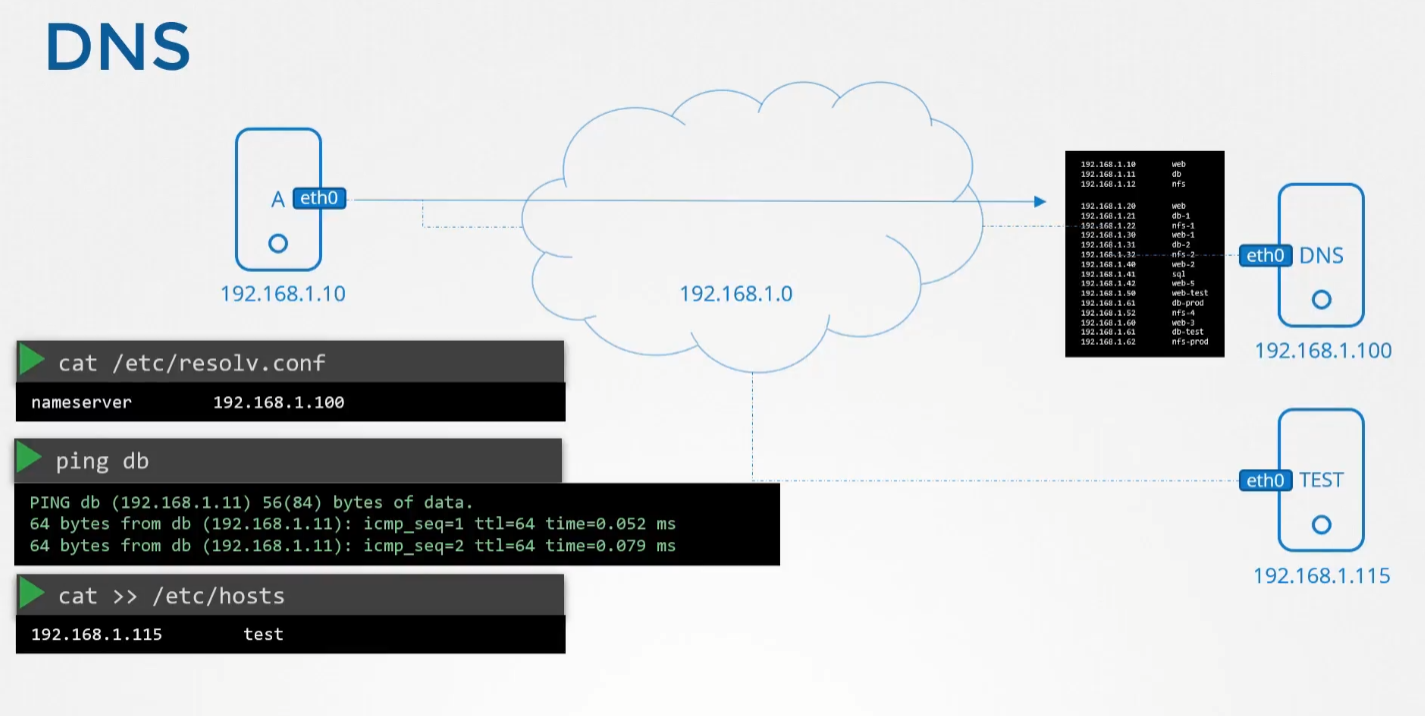 DNS
A eth0
192.168.1.10
192.168.1.0
192.168.1.10 web
192.168.1.11 db
192.168.1.12 nfs
192.168.1.20 web
192.168.1.21 db-1
192.168.1.22 nfs-1
192.168.1.30 web-1
192.168.1.31 db-2
192.168.1.32 nfs-2
192.168.1.40 web-2
192.168.1.41 sql
192.168.1.42 web-5
192.168.1.50 web-test
192.168.1.61 db-prod
192.168.1.52 nfs-4
192.168.1.60 web-3
192.168.1.61 db-test
192.168.1.62 nfs-prod
eth0 DNS
192.168.1.100
cat /etc/resolv.conf
nameserver 192.168.1.100
ping db
PING db (192.168.1.11) 56(84) bytes of data.
64 bytes from db (192.168.1.11): icmp_seq=1 ttl=64 time=0.052 ms
64 bytes from db (192.168.1.11): icmp_seq=2 ttl=64 time=0.079 ms
cat >> /etc/hosts
192.168.1.115 test
eth0 TEST
192.168.1.115